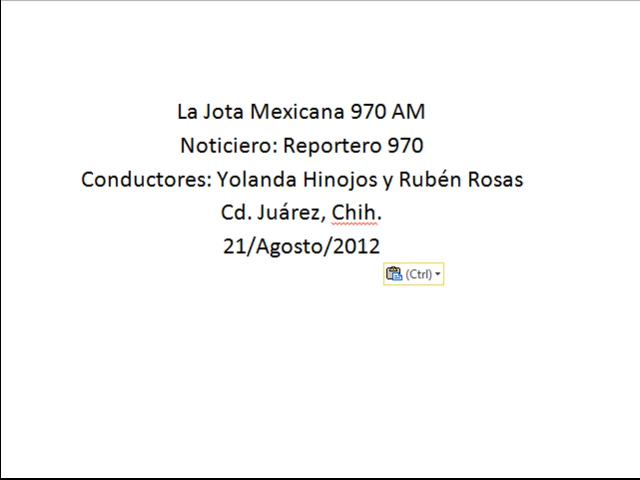 La Jota Mexicana 970 AM
Noticiero: Reportero 970
Conductores: Yolanda Hinojos y Rubén Rosas
Cd. Juárez, Chih.
21/Agosto/2012
(Ctrl)